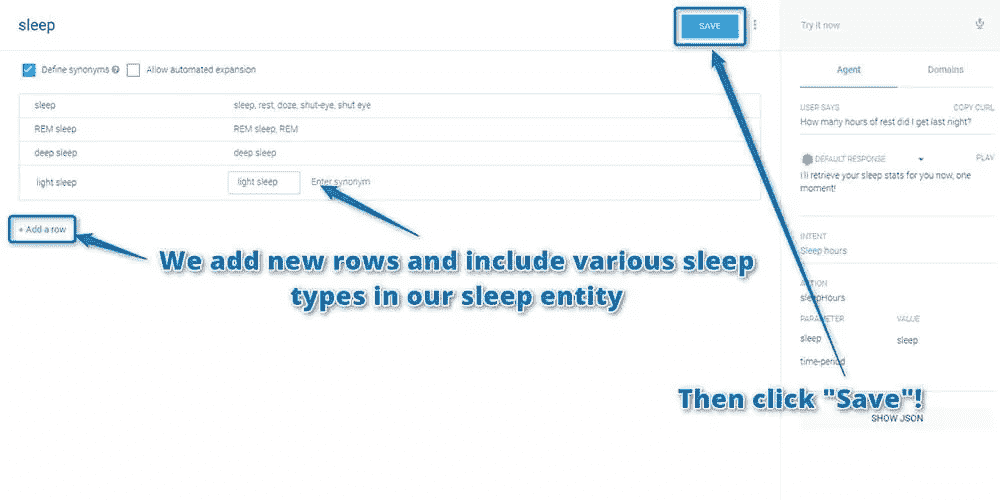 sleep
SAVE
Try it now
Define synonyms
Allow automated expansion
Agent
Domains
sleep
sleep, rest, doze, shut-eye, shut eye
REM sleep
REM sleep, REM
deep sleep
deep sleep
light sleep
light sleep
Enter synonym
+ Add a row
We add new rows and include various sleep
types in our sleep entity
Then click "Save"!
USER SAYS
COPY CURL
How many hours of rest did I get last night?
DEFAULT RESPONSE
PLAY
I'll retrieve your sleep stats for you now, one
moment!
INTENT
Sleep hours
ACTION
sleepHours
PARAMETER
VALUE
sleep
sleep
time-period
SHOW JSON